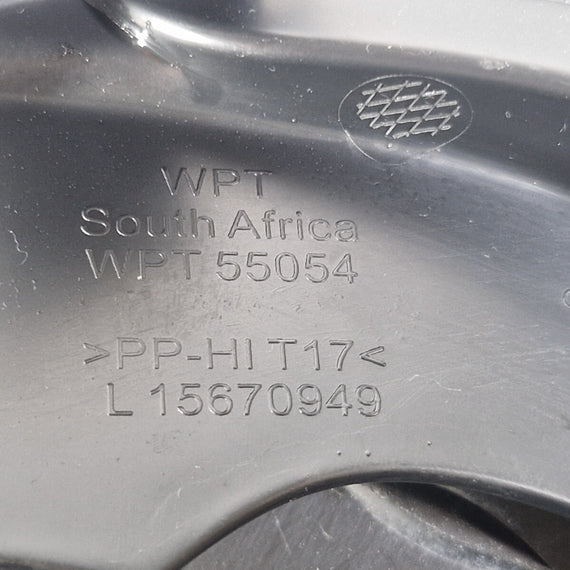 WPT
South Africa
WPT 55054
>PP-HI T17<
L 15670949